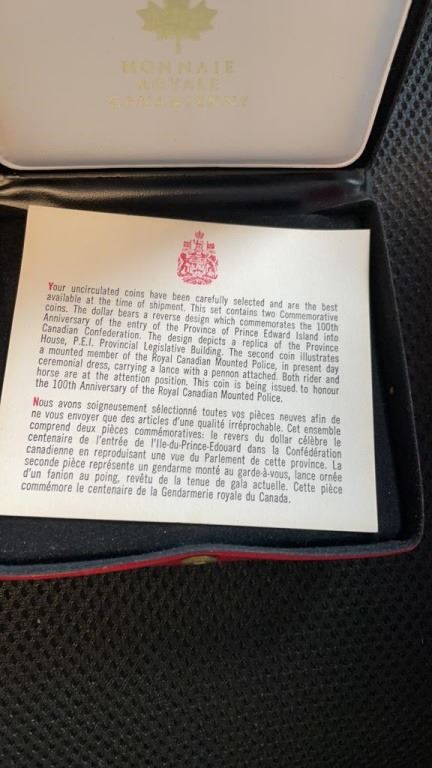 MONNAIE
ROYALE
CANADIENNE
Your uncirculated coins have been carefully selected and are the best
available at the time of shipment. This set contains two Commemorative
coins. The dollar bears a reverse design which commemorates the 100th
Anniversary of the entry of the Province of Prince Edward Island into
Canadian Confederation. The design depicts a replica of the Province
House, P.E.I. Provincial Legislative Building. The second coin illustrates
a mounted member of the Royal Canadian Mounted Police, in present day
ceremonial dress, carrying a lance with a pennon attached. Both rider and
horse are at the attention position. This coin is being issued to honour
the 100th Anniversary of the Royal Canadian Mounted Police.
Nous avons soigneusement sélectionné toutes vos pièces neuves afin de
ne vous envoyer que des articles d'une qualité irréprochable. Cet ensemble
comprend deux pièces commémoratives: le revers du dollar célèbre le
centenaire de l'entrée de l'Ile-du-Prince-Edouard dans la Confédération
canadienne en reproduisant une vue du Parlement de cette province. La
seconde pièce représente un gendarme monté au garde-à-vous, lance ornée
d'un fanion au poing, revêtu de la tenue de gala actuelle. Cette pièce
commémore le centenaire de la Gendarmerie royale du Canada.